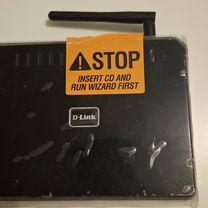 STOP
INSERT CD AND
RUN WIZARD FIRST
D-Link